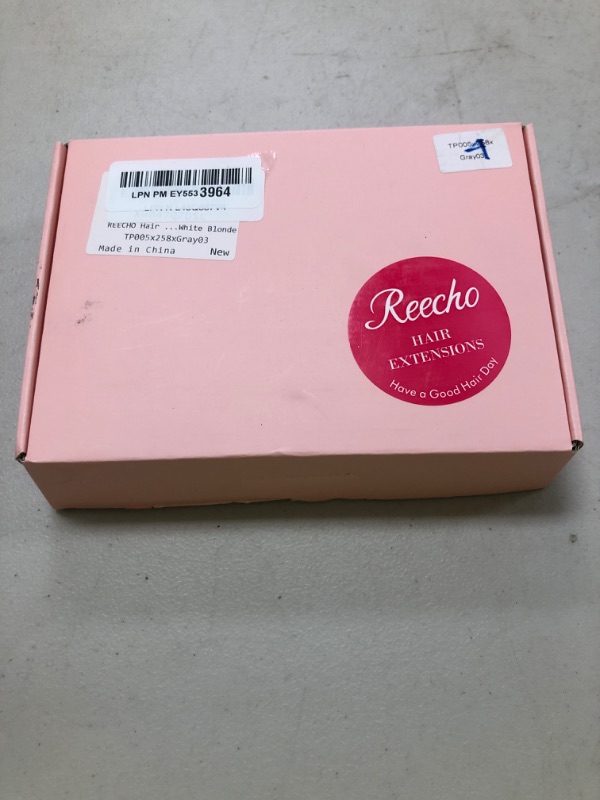 LPN PM EY553 3964
REECHO Hair ...White Blonde
TP005x258xGray03
Made in China New
Gray03
Reecho
HAIR
EXTENSIONS
Have a Good Hair Day